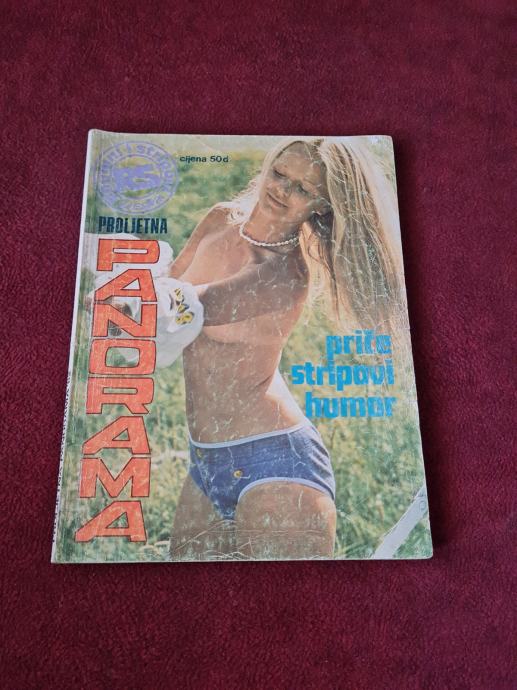 cijena 50 d
PROLJETNA
PANORAMA
priče
stripovi
humor